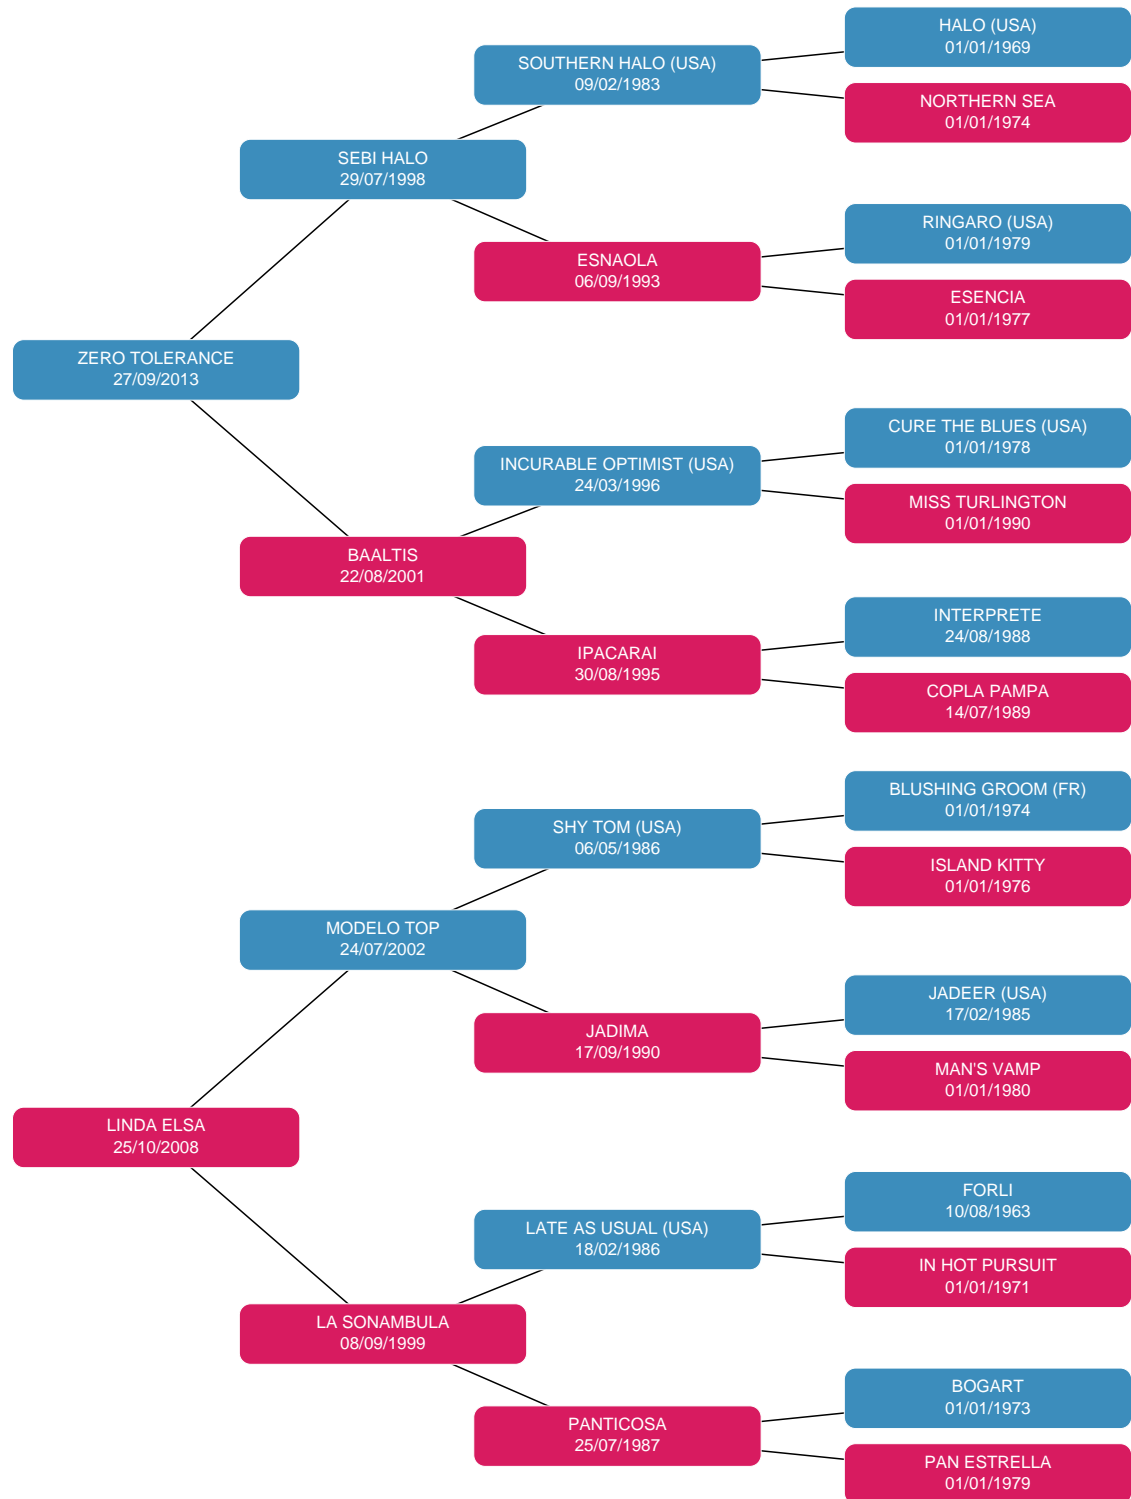 HALO (USA)
01/01/1969
SOUTHERN HALO (USA)
09/02/1983
NORTHERN SEA
01/01/1974
SEBI HALO
29/07/1998
RINGARO (USA)
01/01/1979
ESNAOLA
06/09/1993
ESENCIA
01/01/1977
ZERO TOLERANCE
27/09/2013
CURE THE BLUES (USA)
01/01/1978
INCURABLE OPTIMIST (USA)
24/03/1996
MISS TURLINGTON
01/01/1990
BAALTIS
22/08/2001
INTERPRETE
24/08/1988
IPACARAI
30/08/1995
COPLA PAMPA
14/07/1989
BLUSHING GROOM (FR)
01/01/1974
SHY TOM (USA)
06/05/1986
ISLAND KITTY
01/01/1976
MODELO TOP
24/07/2002
JADEER (USA)
17/02/1985
JADIMA
17/09/1990
MAN'S VAMP
01/01/1980
LINDA ELSA
25/10/2008
FORLI
10/08/1963
LATE AS USUAL (USA)
18/02/1986
IN HOT PURSUIT
01/01/1971
LA SONAMBULA
08/09/1999
BOGART
01/01/1973
PANTICOSA
25/07/1987
PAN ESTRELLA
01/01/1979